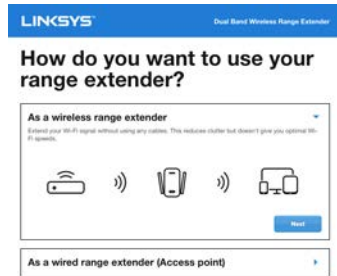 LINKSYS
Dual Band Wireless Range Extender
How do you want to use your
range extender?
As a wireless range extender
Extend your Wi-Fi signal without using any cables. This reduces clutter but doesn't give you optimal Wi-
Fi speeds.
Next
As a wired range extender (Access point)